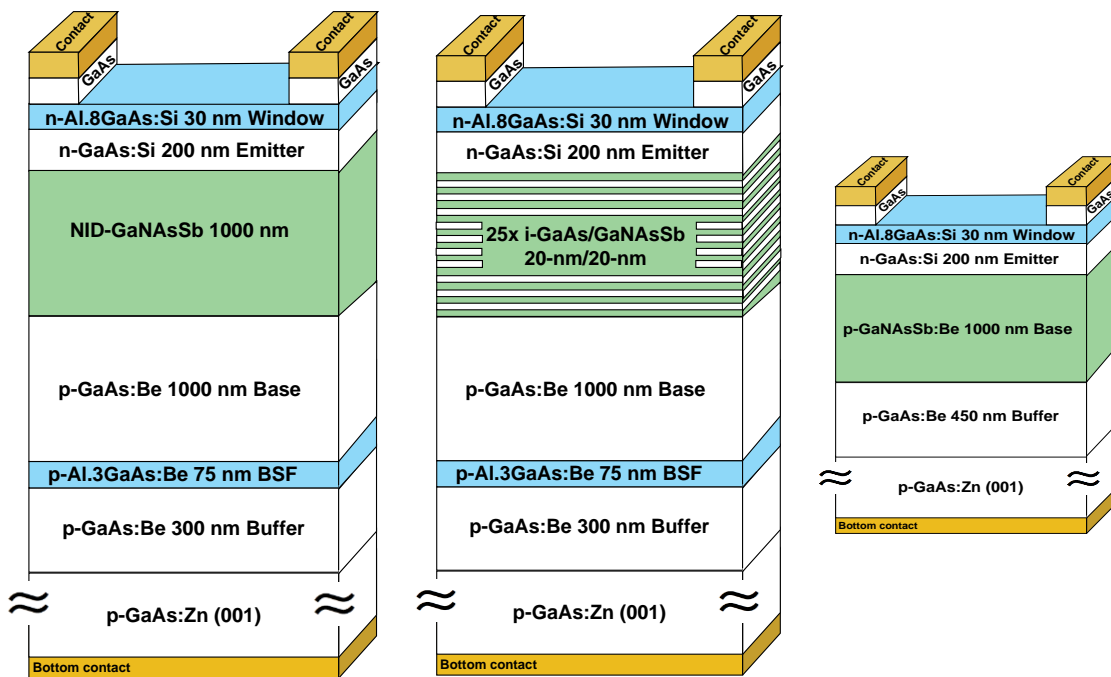 Contact
Contact
GaAs
GaAs
n-Al.8GaAs:Si 30 nm Window
n-GaAs:Si 200 nm Emitter
NID-GaNAsSb 1000 nm
p-GaAs:Be 1000 nm Base
p-Al.3GaAs:Be 75 nm BSF
p-GaAs:Be 300 nm Buffer
p-GaAs:Zn (001)
Bottom contact
Contact
Contact
GaAs
GaAs
n-Al.8GaAs:Si 30 nm Window
n-GaAs:Si 200 nm Emitter
25x i-GaAs/GaNAsSb
20-nm/20-nm
p-GaAs:Be 1000 nm Base
p-Al.3GaAs:Be 75 nm BSF
p-GaAs:Be 300 nm Buffer
p-GaAs:Zn (001)
Bottom contact
Contact
Contact
GaAs
GaAs
n-Al.8GaAs:Si 30 nm Window
n-GaAs:Si 200 nm Emitter
p-GaNAsSb:Be 1000 nm Base
p-GaAs:Be 450 nm Buffer
p-GaAs:Zn (001)
Bottom contact